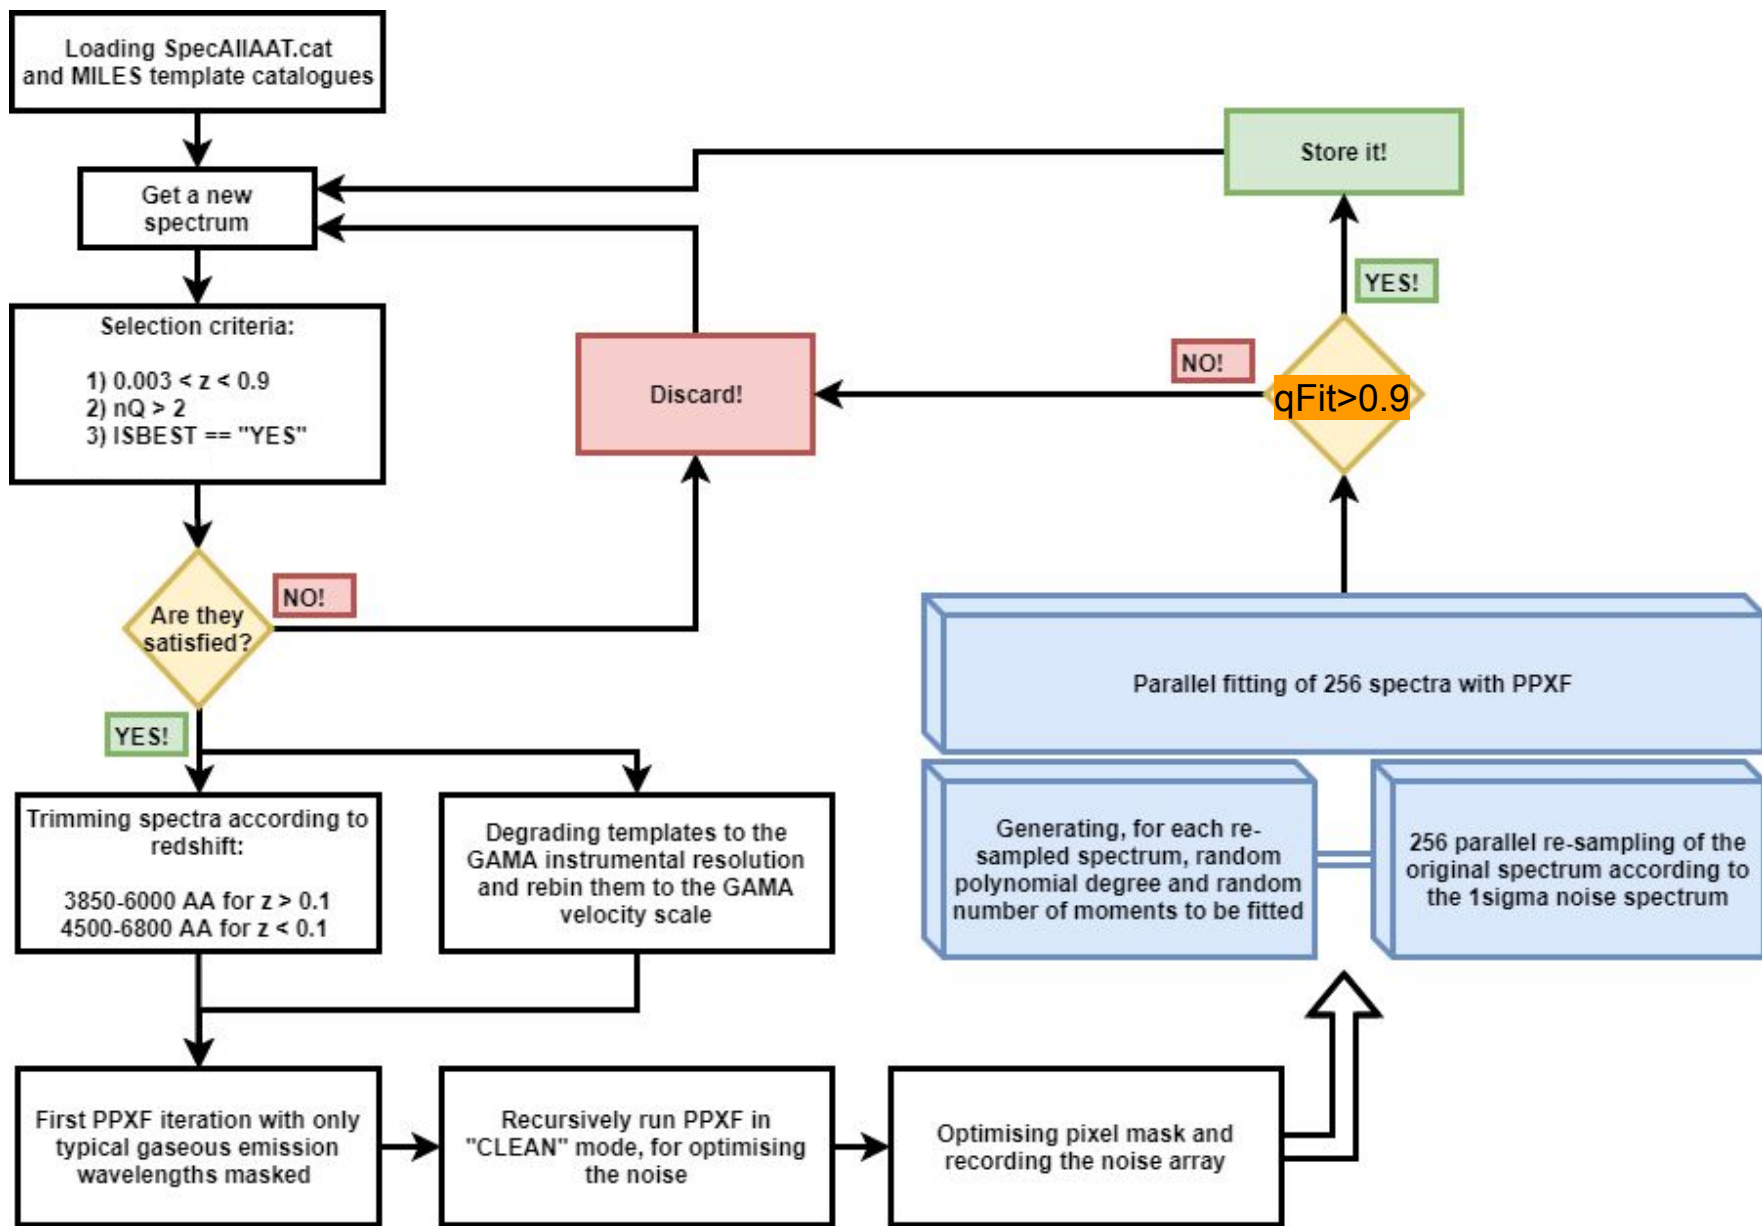 Loading SpecAllAAT.cat
and MILES template catalogues
Get a new
spectrum
Selection criteria:
1) 0.003 < z < 0.9
2) nQ > 2
3) ISBEST == "YES"
Are they
satisfied?
NO!
YES!
Discard!
Store it!
YES!
NO!
qFit>0.9
Trimming spectra according to
redshift:
3850-6000 AA for z > 0.1
4500-6800 AA for z < 0.1
Degrading templates to the
GAMA instrumental resolution
and rebin them to the GAMA
velocity scale
First PPXF iteration with only
typical gaseous emission
wavelengths masked
Recursively run PPXF in
"CLEAN" mode, for optimising
the noise
Optimising pixel mask and
recording the noise array
Generating, for each re-
sampled spectrum, random
polynomial degree and random
number of moments to be fitted
256 parallel re-sampling of the
original spectrum according to
the 1sigma noise spectrum
Parallel fitting of 256 spectra with PPXF